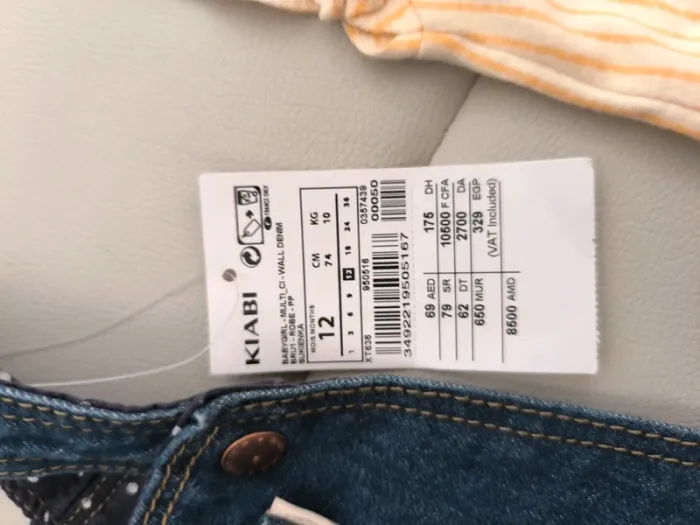 KIABI
BABYGIRL - MULTI_CI - WALL DENIM
BRU1 - ROBE - PP
SUKIENKA
MOIS/MONTHS CM KG
12 74 10
1 3 6 9 12 18 24 36
XT636 950516 0357439
00050
3492219505167
69 AED 175 DH
79 SR 10500 F CFA
62 DT 2700 DA
650 MUR 329 EGP
(VAT Included)
8500 AMD